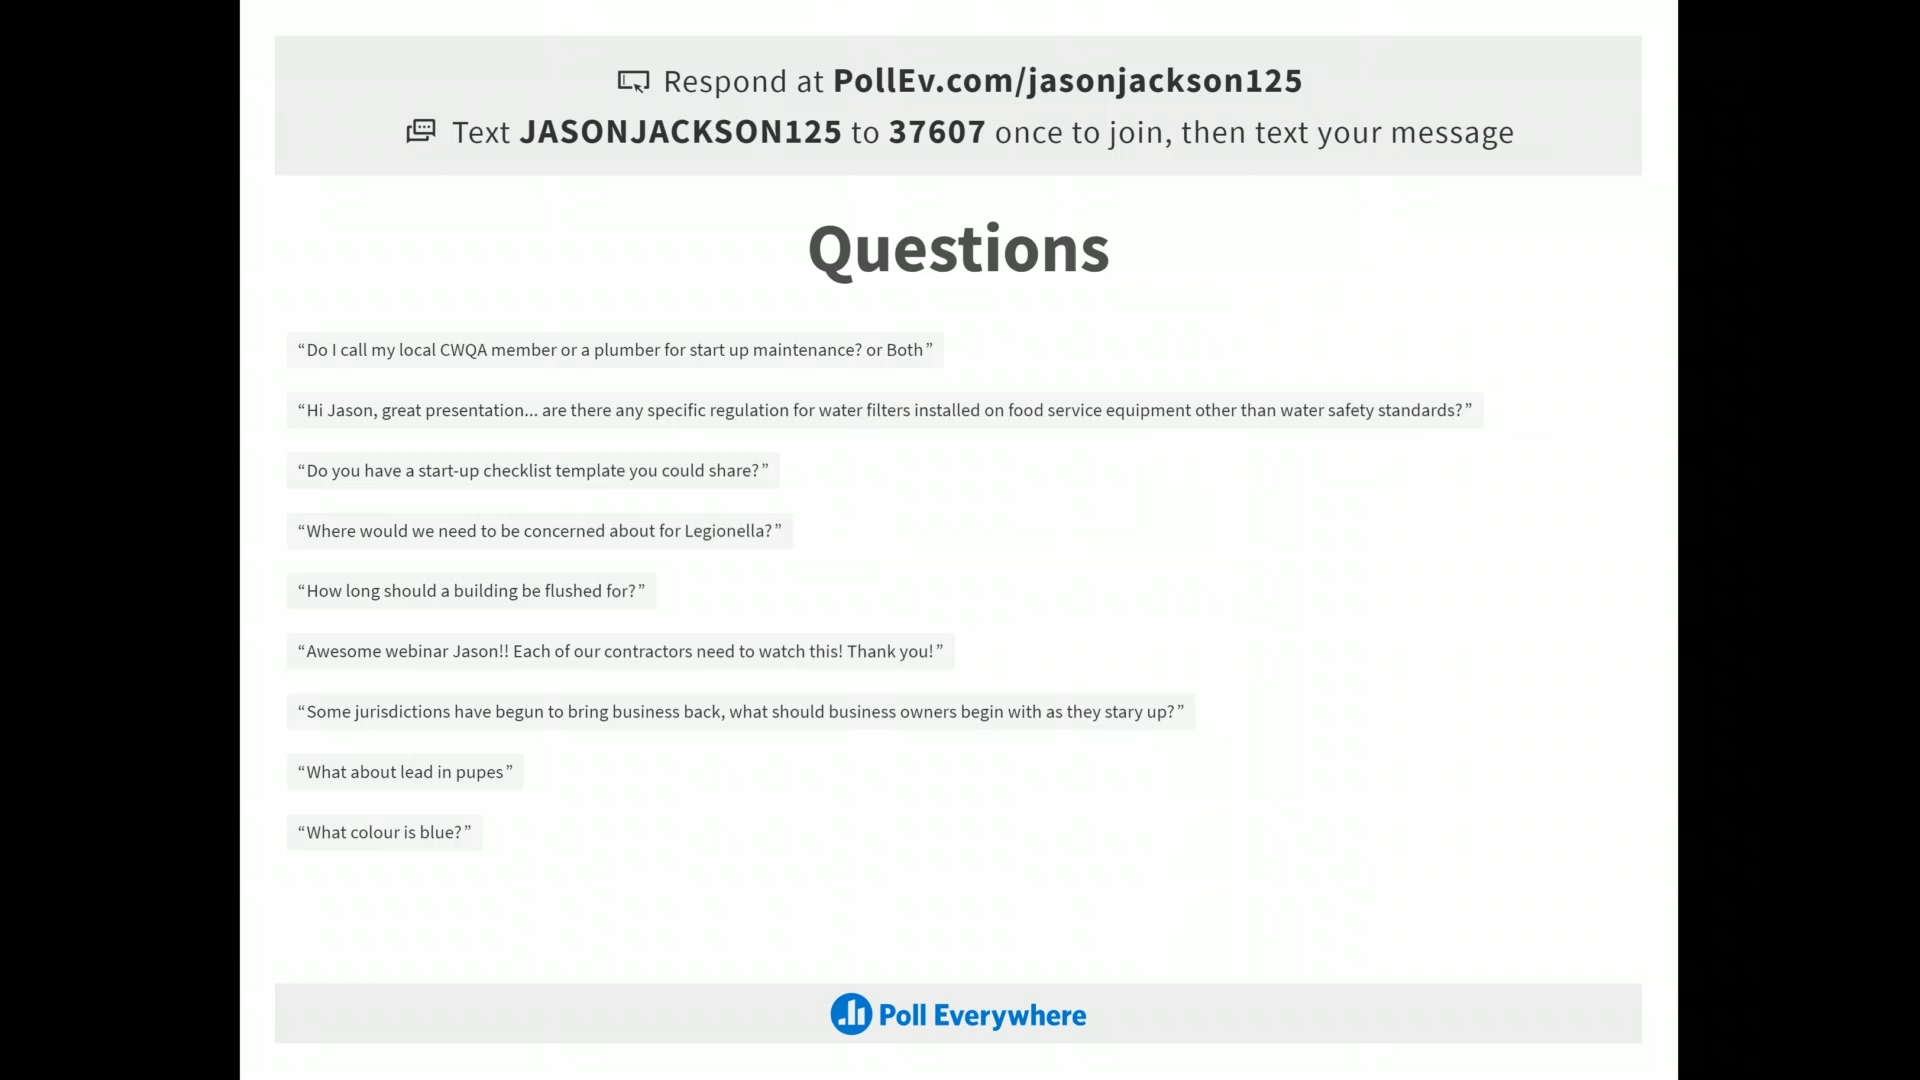 Respond at PollEv.com/jasonjackson125
Text JASONJACKSON125 to 37607 once to join, then text your message
Questions
“Do I call my local CWQA member or a plumber for start up maintenance? or Both”
“Hi Jason, great presentation... are there any specific regulation for water filters installed on food service equipment other than water safety standards?”
“Do you have a start-up checklist template you could share?”
“Where would we need to be concerned about for Legionella?”
“How long should a building be flushed for?”
“Awesome webinar Jason!! Each of our contractors need to watch this! Thank you!”
“Some jurisdictions have begun to bring business back, what should business owners begin with as they stary up?”
“What about lead in pupes”
“What colour is blue?”
Poll Everywhere